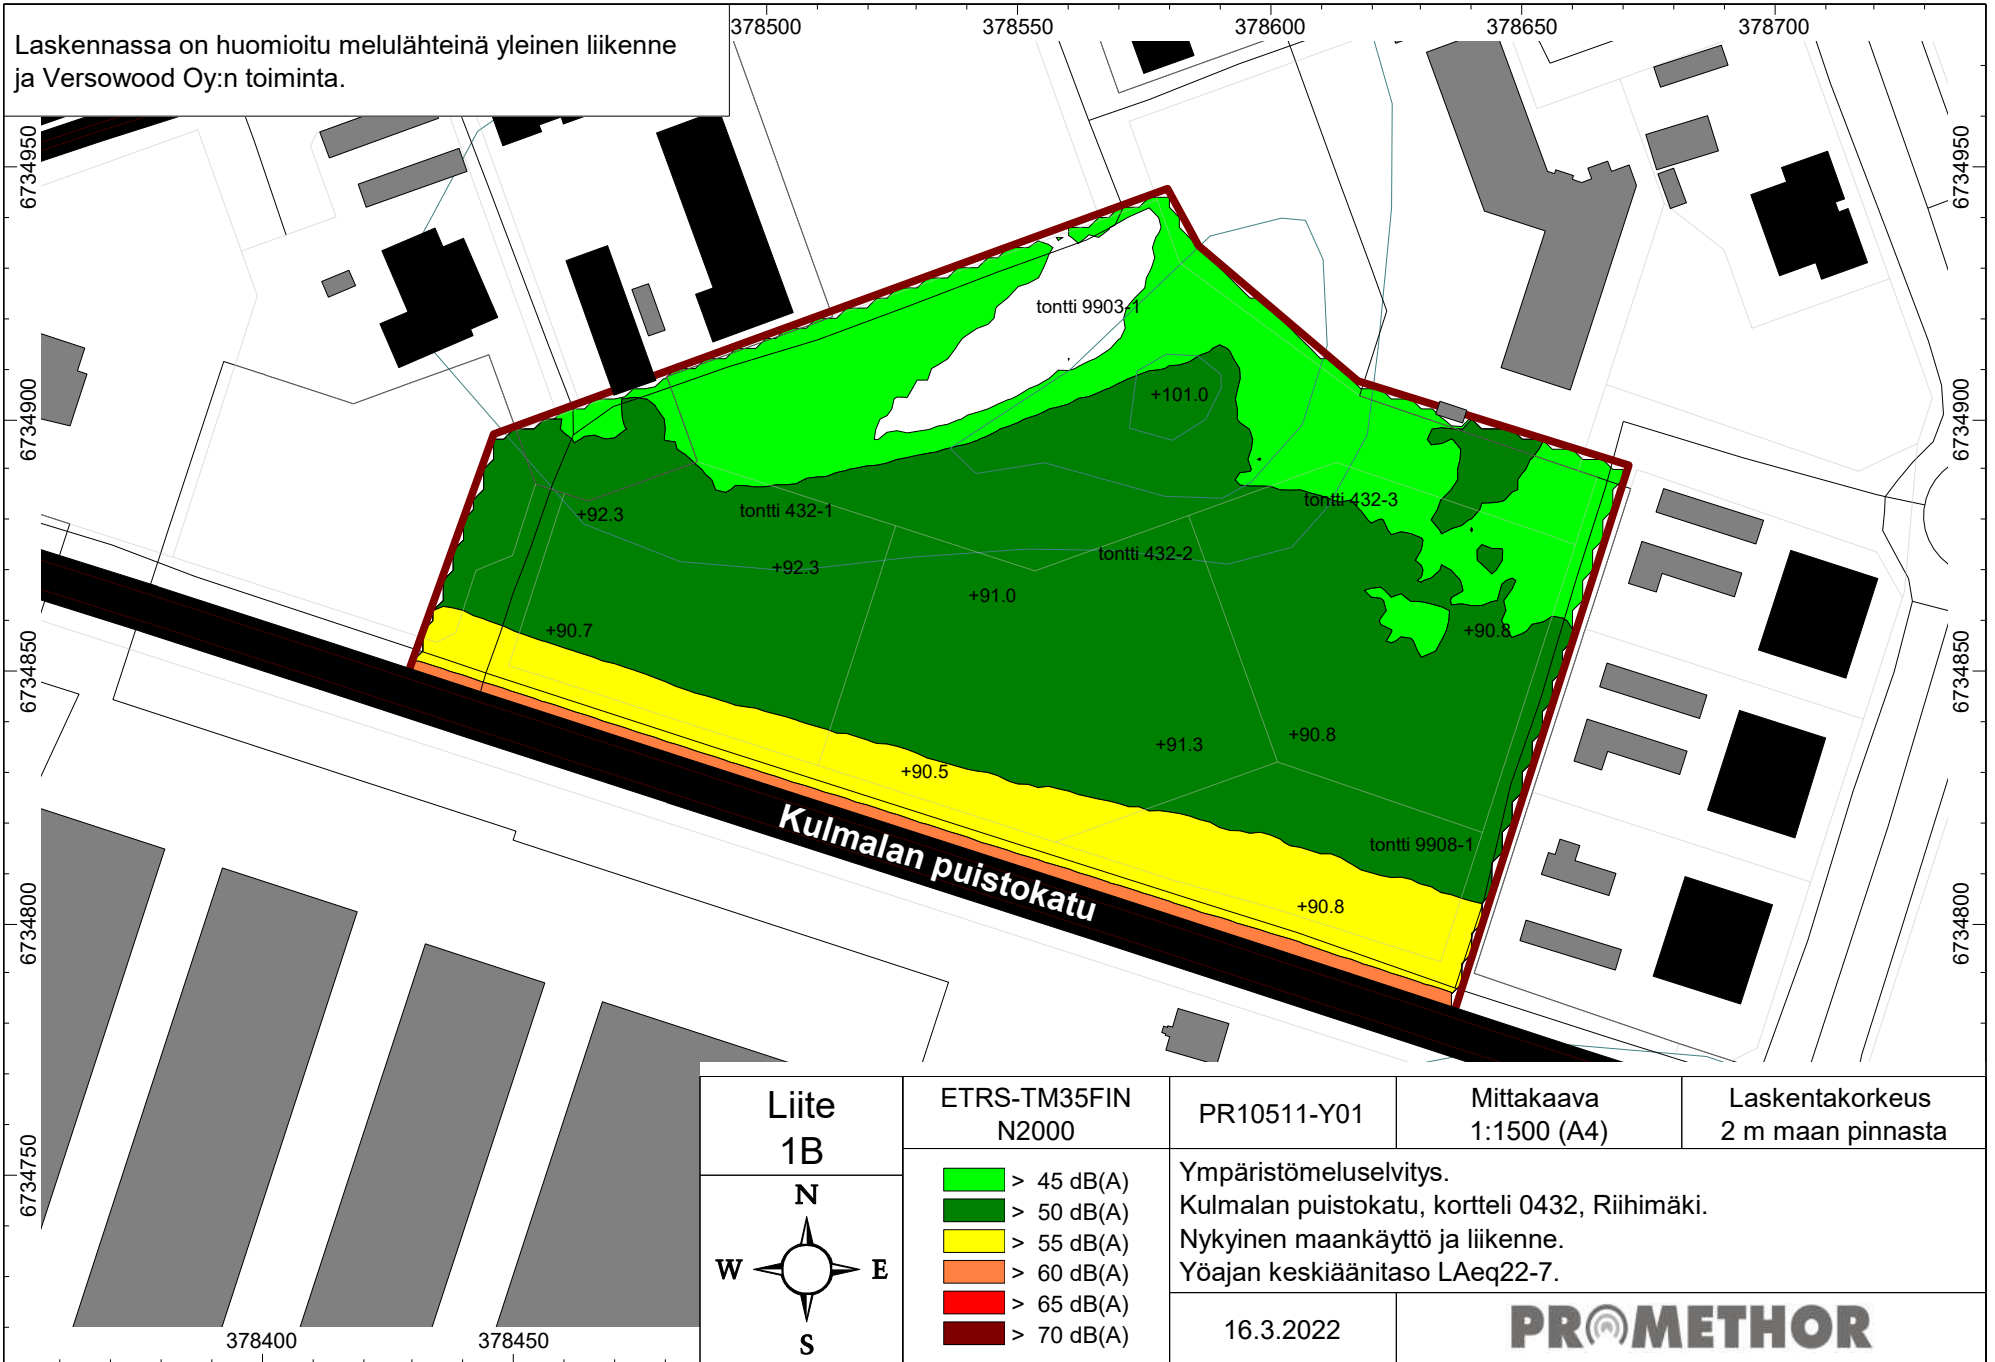 Laskennassa on huomioitu melulähteinä yleinen liikenne
ja Versowood Oy:n toiminta.
378500 378550 378600 378650 378700
6734950 6734950
6734900 6734900
6734850 6734850
6734800 6734800
6734750
378400 378450
tontti 9903-1
+101.0
+92.3
tontti 432-1
tontti 432-3
tontti 432-2
+92.3
+91.0
+90.7
+90.8
+90.8
+91.3
+90.5
tontti 9908-1
+90.8
Kulmalan puistokatu
Liite
1B
N
W E
S
ETRS-TM35FIN
N2000
PR10511-Y01
Mittakaava
1:1500 (A4)
Laskentakorkeus
2 m maan pinnasta
> 45 dB(A)
> 50 dB(A)
> 55 dB(A)
> 60 dB(A)
> 65 dB(A)
> 70 dB(A)
Ympäristömeluselvitys.
Kulmalan puistokatu, kortteli 0432, Riihimäki.
Nykyinen maankäyttö ja liikenne.
Yöajan keskiäänitaso LAeq22-7.
16.3.2022
PROMETHOR